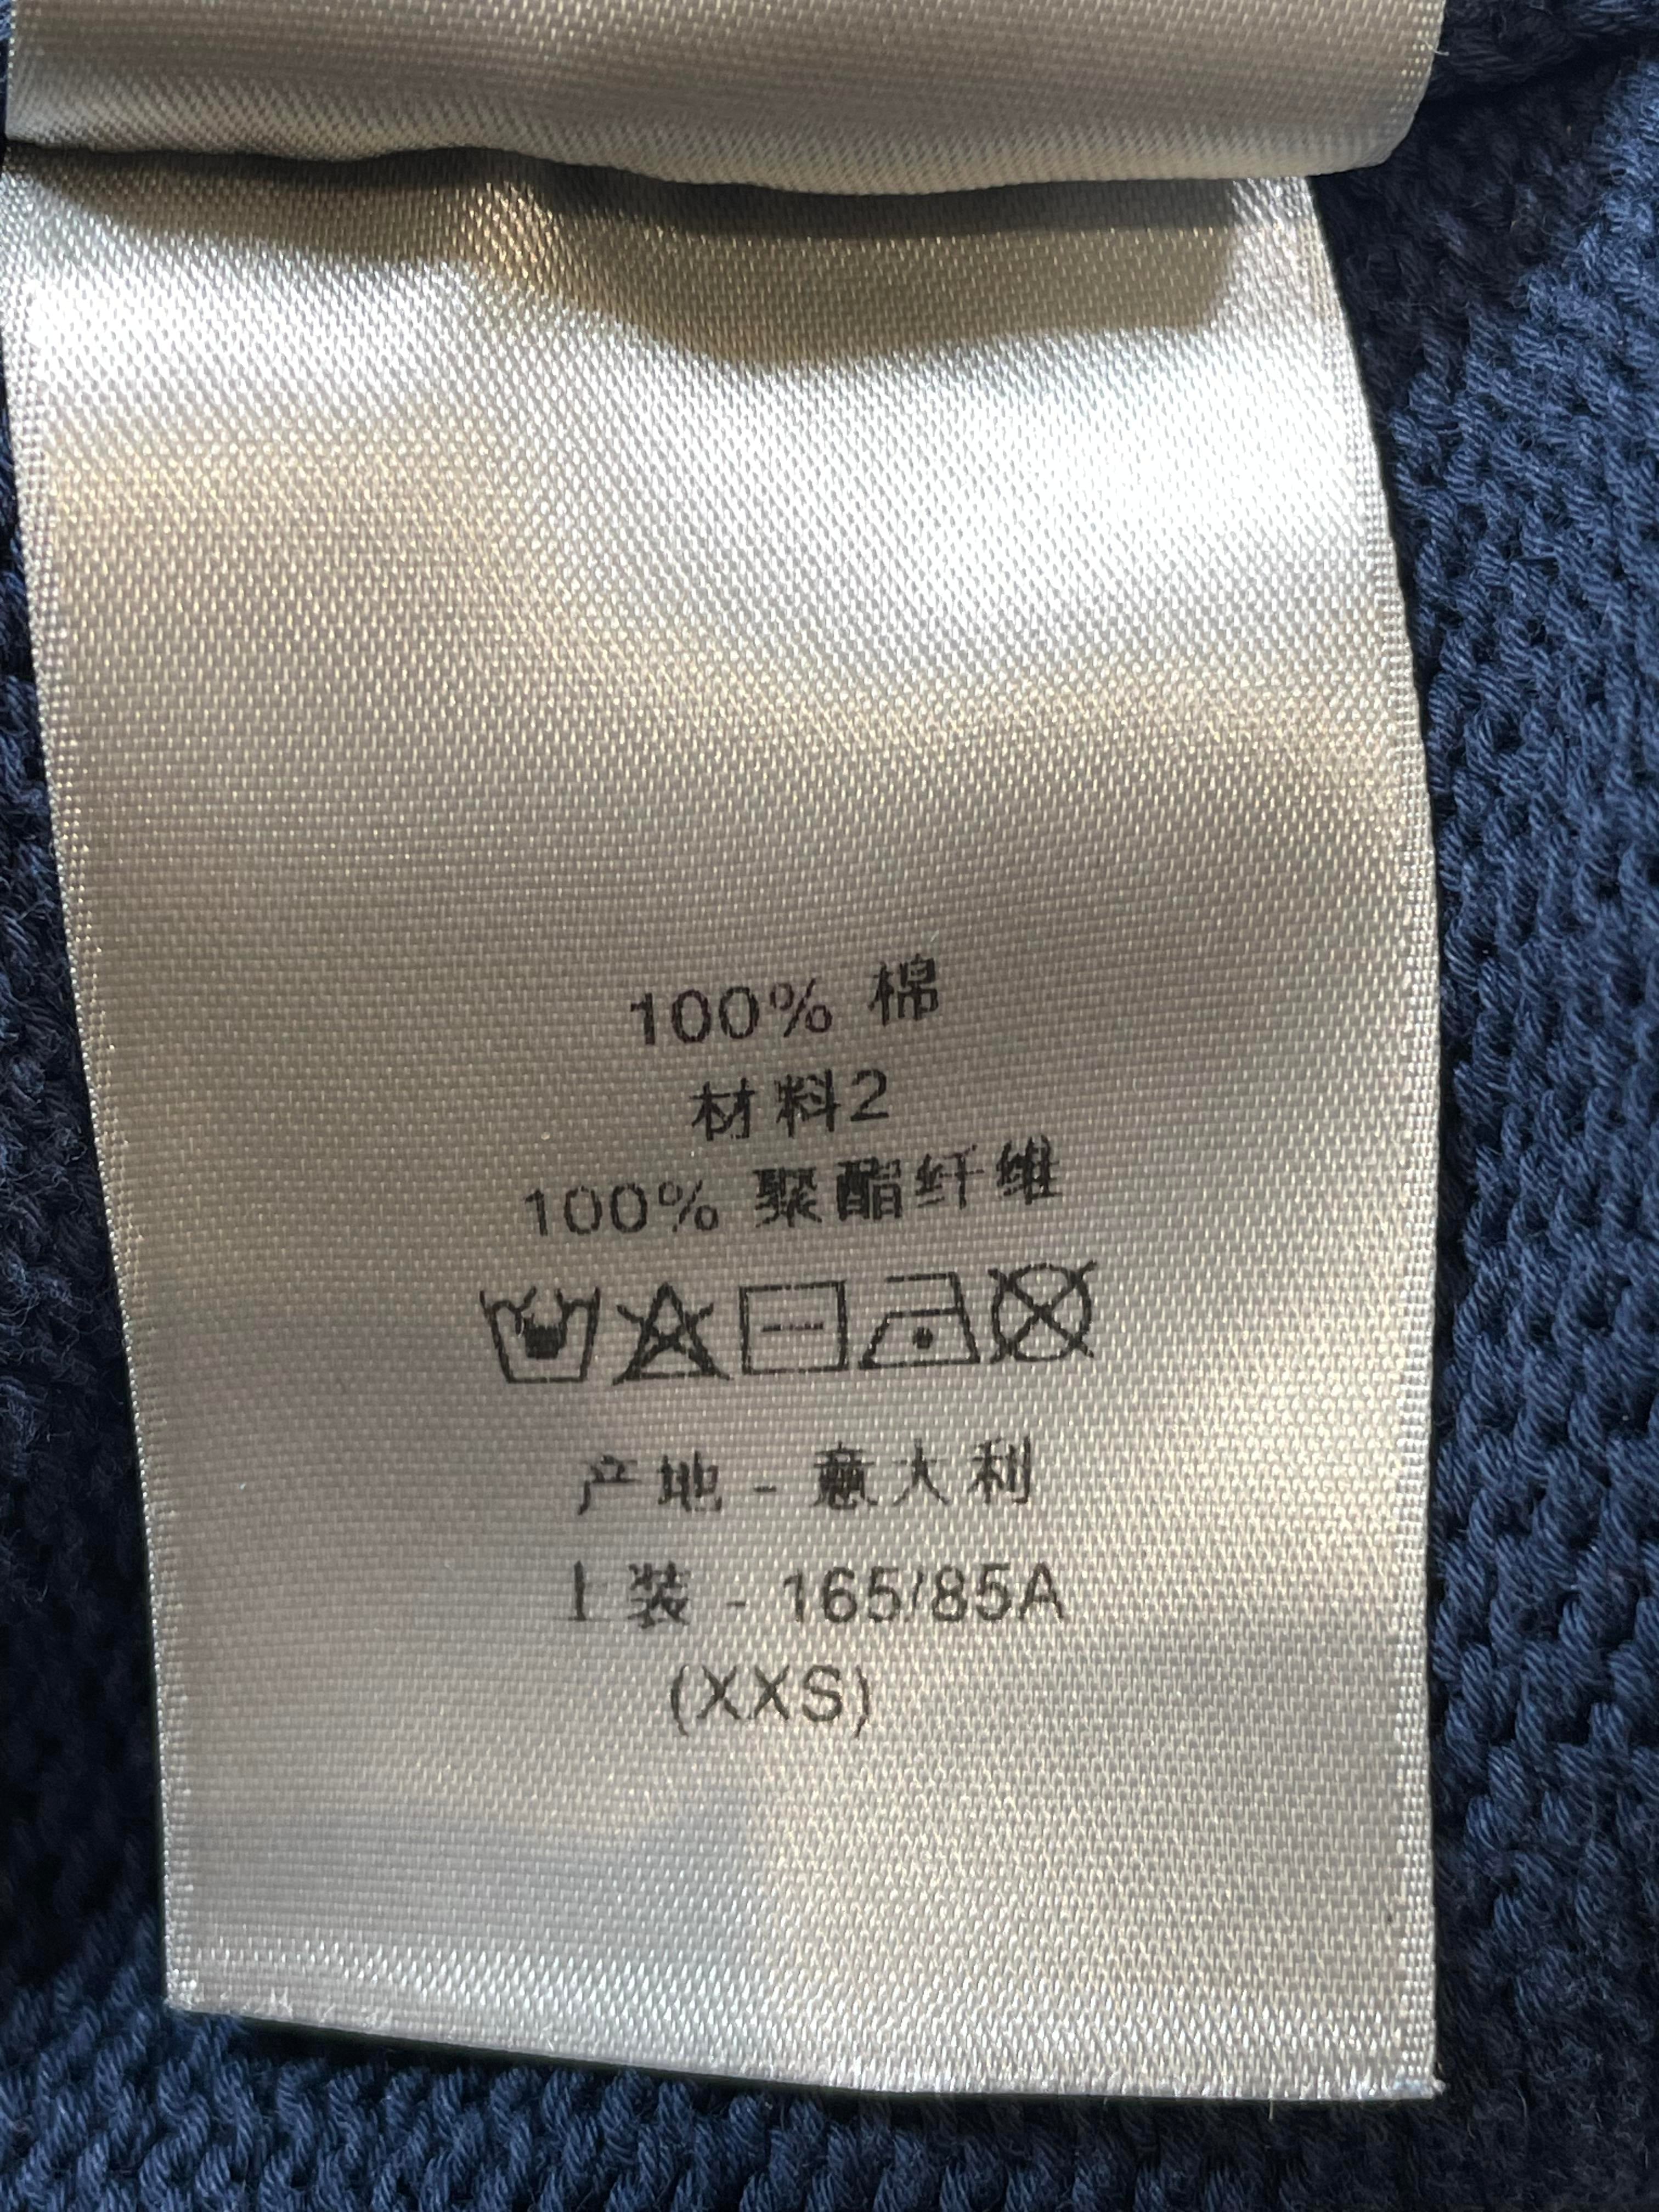 100% 棉
材料2
100% 聚酯纤维
产地 - 意大利
上装 - 165/85A
(XXS)